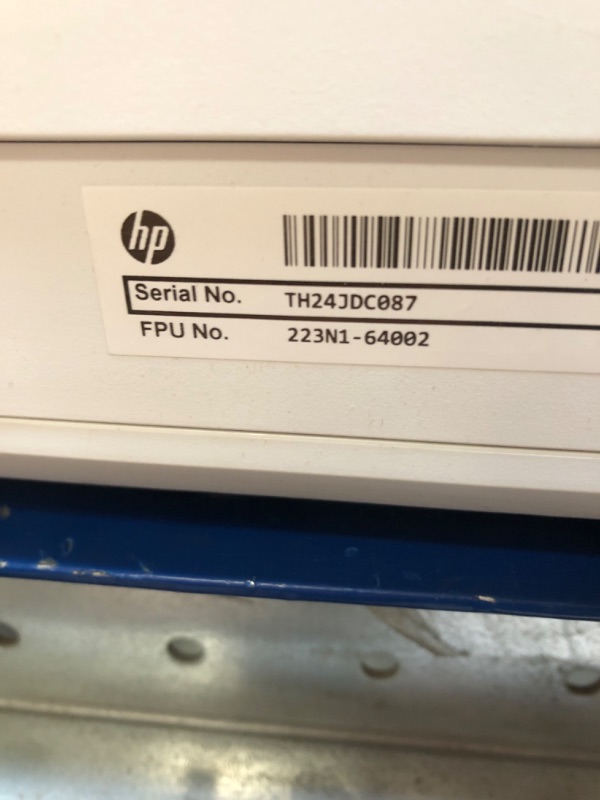 hp
Serial No. TH24JDC087
FPU No. 223N1-64002